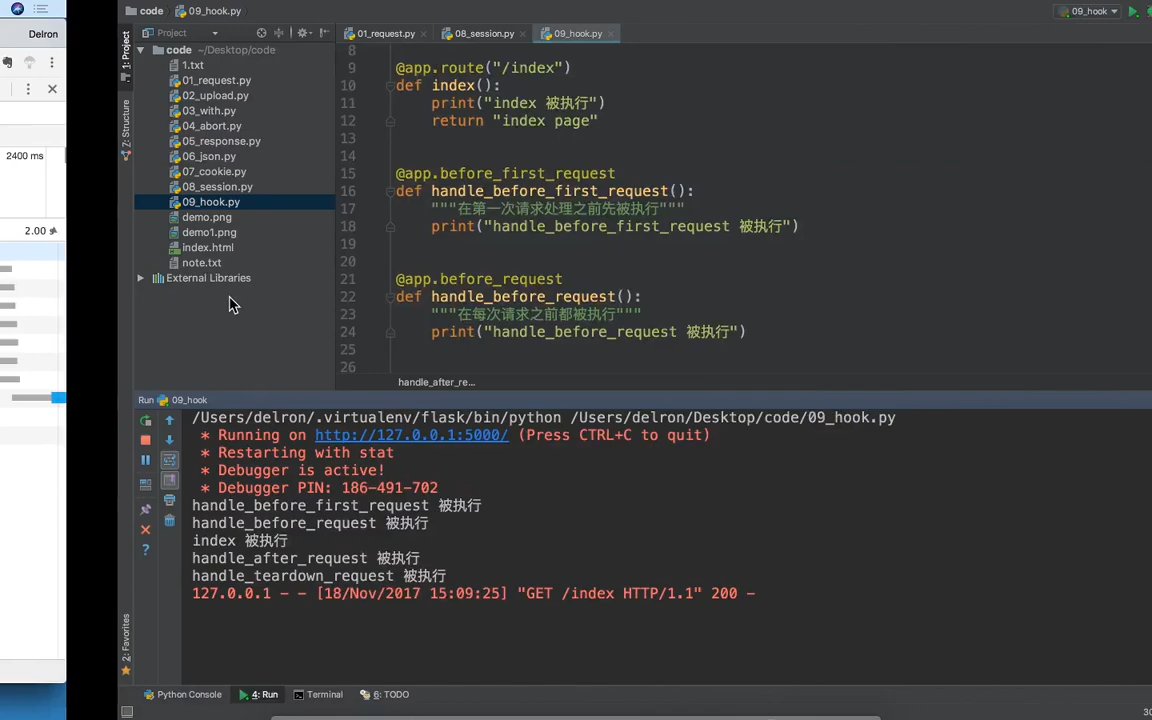 Delron
2400 ms
2.00
code
09_hook.py
09_hook
1: Project
Project
01_request.py
08_session.py
09_hook.py
code ~/Desktop/code
1.txt
01_request.py
02_upload.py
03_with.py
04_abort.py
05_response.py
06_json.py
07_cookie.py
08_session.py
09_hook.py
demo.png
demo1.png
index.html
note.txt
External Libraries
7: Structure
8
9 @app.route("/index")
10 def index():
11 print("index 被执行")
12 return "index page"
13
14
15 @app.before_first_request
16 def handle_before_first_request():
17 """在第一次请求处理之前先被执行"""
18 print("handle_before_first_request 被执行")
19
20
21 @app.before_request
22 def handle_before_request():
23 """在每次请求之前都被执行"""
24 print("handle_before_request 被执行")
25
26
handle_after_re...
Run 09_hook
/Users/delron/.virtualenv/flask/bin/python /Users/delron/Desktop/code/09_hook.py
* Running on http://127.0.0.1:5000/ (Press CTRL+C to quit)
* Restarting with stat
* Debugger is active!
* Debugger PIN: 186-491-702
handle_before_first_request 被执行
handle_before_request 被执行
index 被执行
handle_after_request 被执行
handle_teardown_request 被执行
127.0.0.1 - - [18/Nov/2017 15:09:25] "GET /index HTTP/1.1" 200 -
2: Favorites
Python Console
4: Run
Terminal
6: TODO
30